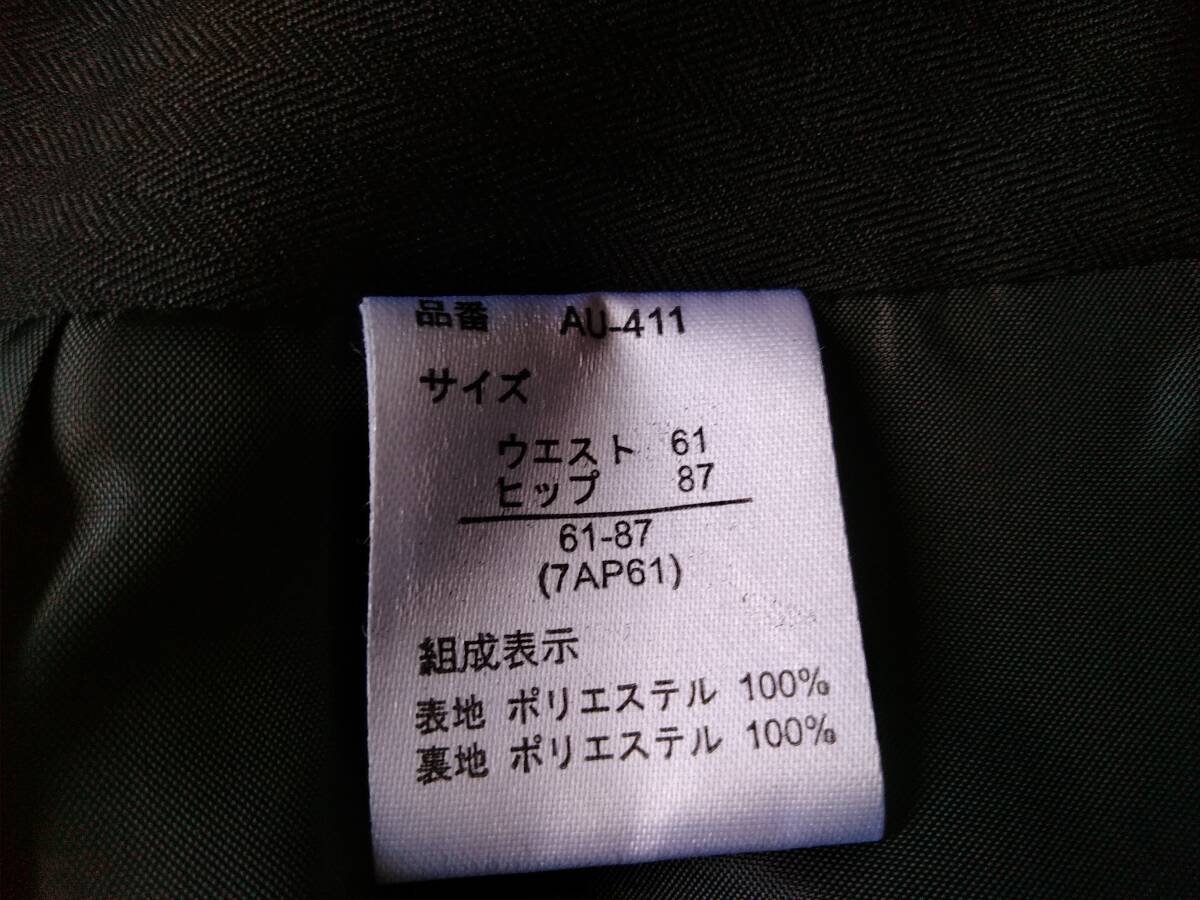 品番 AU-411
サイズ
ウエスト 61
ヒップ 87
61-87
(7AP61)
組成表示
表地 ポリエステル 100%
裏地 ポリエステル 100%